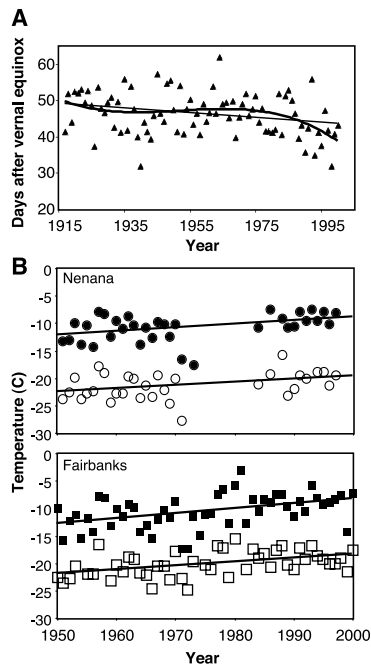 A
Days after vernal equinox
60
50
40
30
20
1915 1935 1955 1975 1995
Year
B
Temperature (C)
Nenana
0
-5
-10
-15
-20
-25
-30
Fairbanks
0
-5
-10
-15
-20
-25
-30
1950 1960 1970 1980 1990 2000
Year